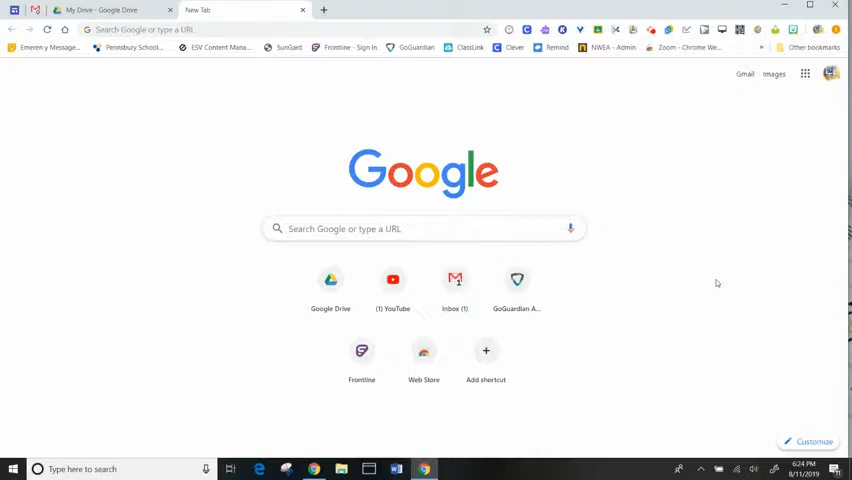 My Drive - Google Drive
New Tab
Search Google or type a URL
Emeren y Message...
Pennsbury School...
ESV Content Mana...
SunGard
Frontline - Sign In
GoGuardian
ClassLink
Clever
Remind
NWEA - Admin
Zoom - Chrome We...
»
Other bookmarks
Gmail
Images
Google
Search Google or type a URL
Google Drive
(1) YouTube
Inbox (1)
GoGuardian A...
Frontline
Web Store
Add shortcut
Customize
Type here to search
6:24 PM
8/11/2019